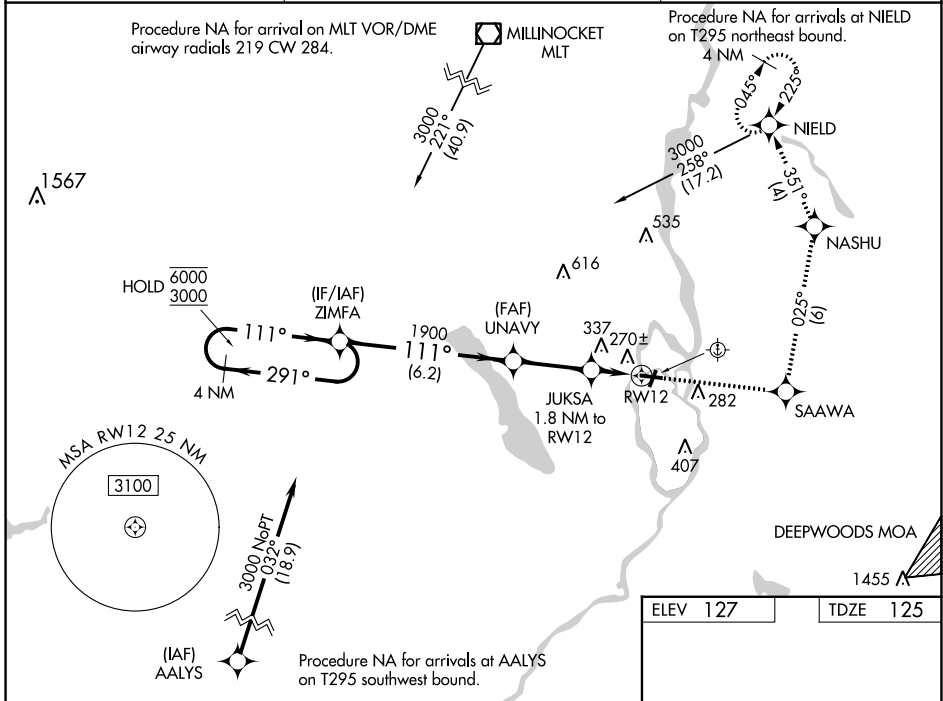 Procedure NA for arrival on MLT VOR/DME
airway radials 219 CW 284.
MILLINOCKET
MLT
Procedure NA for arrivals at NIELD
on T295 northeast bound.
4 NM
045°
225°
NIELD
3000
221°
(40.9)
3000
258°
(17.2)
351°
(4)
1567
535
NASHU
616
HOLD
6000
3000
(IF/IAF)
ZIMFA
(FAF)
UNAVY
025°
(6)
111°
1900
111°
(6.2)
337
270±
291°
4 NM
JUKSA
1.8 NM to
RW12
RW12
282
SAAWA
407
MSA RW12 25 NM
3100
3000 NoPT
032°
(18.9)
DEEPWOODS MOA
1455
(IAF)
AALYS
Procedure NA for arrivals at AALYS
on T295 southwest bound.
ELEV 127
TDZE 125